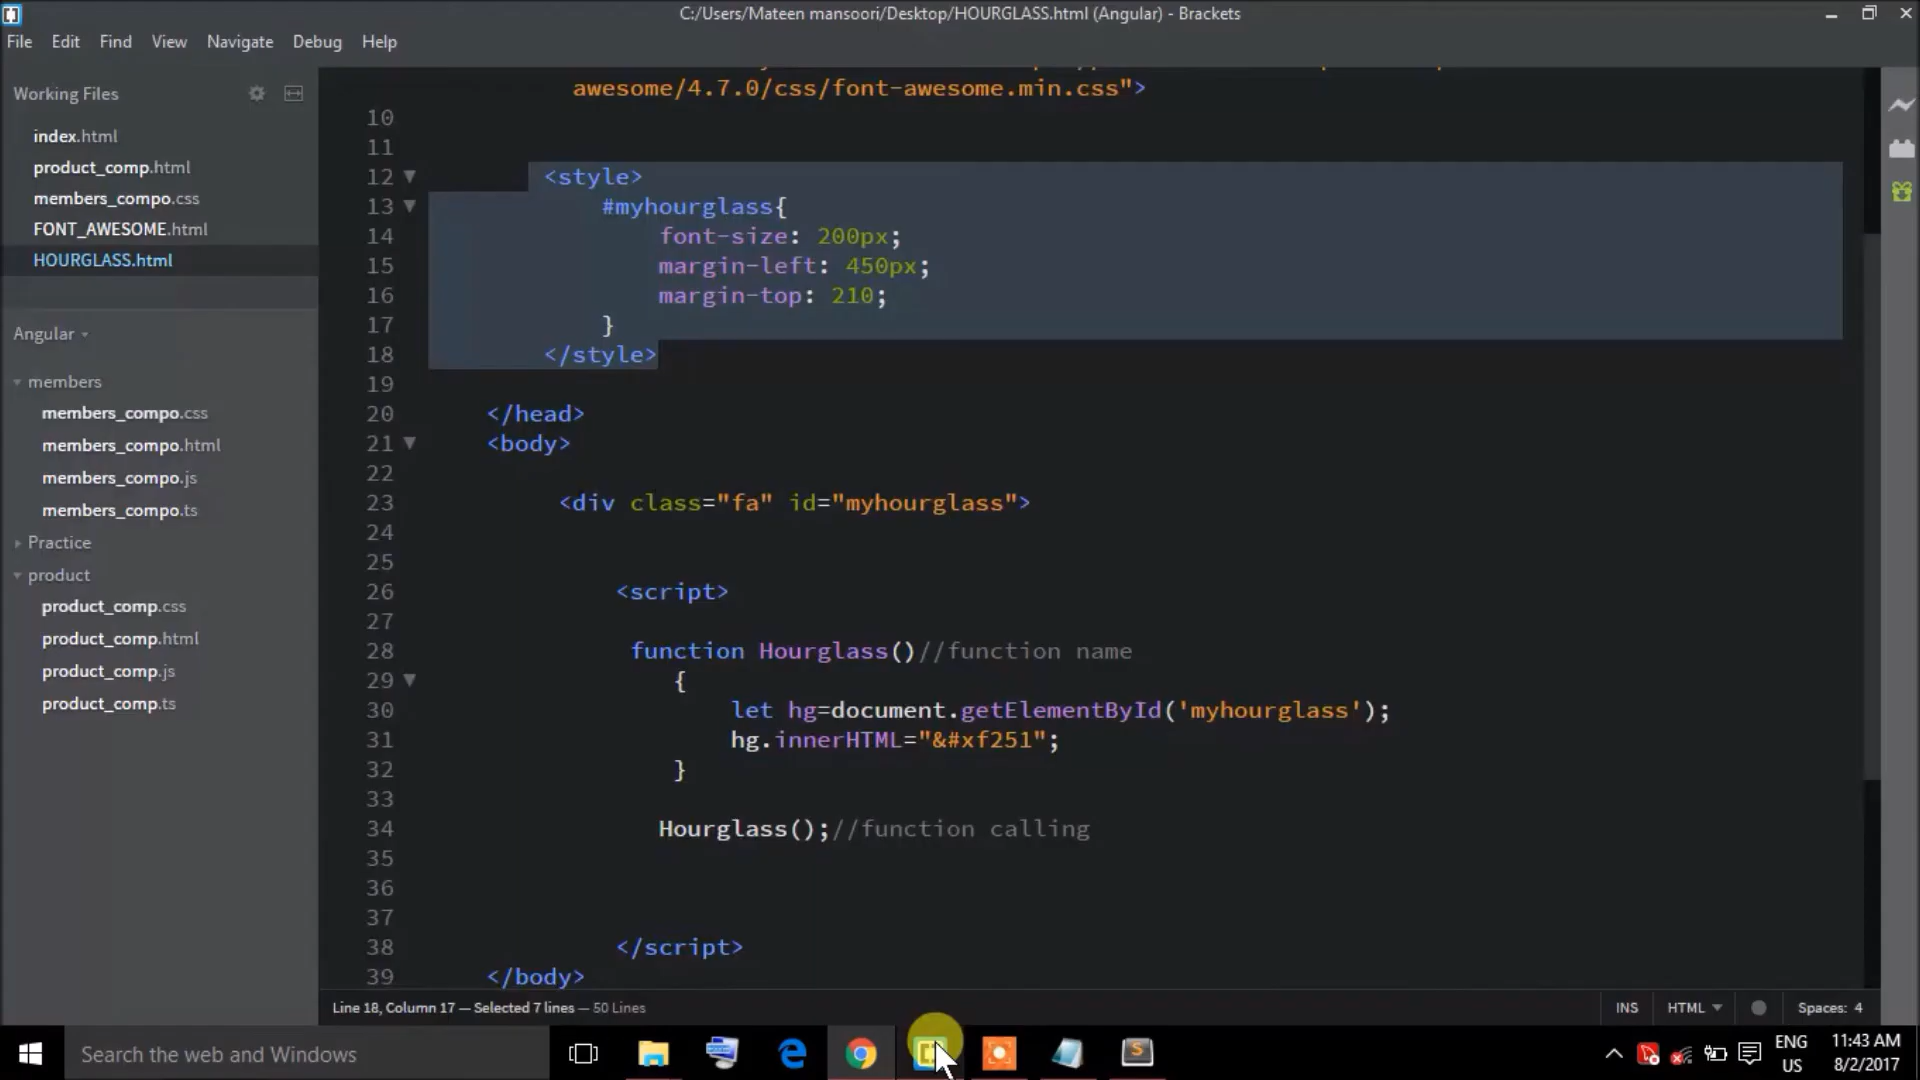 C:/Users/Mateen mansoori/Desktop/HOURGLASS.html (Angular) - Brackets
File Edit Find View Navigate Debug Help
Working Files
index.html
product_comp.html
members_compo.css
FONT_AWESOME.html
HOURGLASS.html
Angular
members
members_compo.css
members_compo.html
members_compo.js
members_compo.ts
Practice
product
product_comp.css
product_comp.html
product_comp.js
product_comp.ts
awesome/4.7.0/css/font-awesome.min.css">
10
11
12 <style>
13 #myhourglass{
14 font-size: 200px;
15 margin-left: 450px;
16 margin-top: 210;
17 }
18 </style>
19
20 </head>
21 <body>
22
23 <div class="fa" id="myhourglass">
24
25
26 <script>
27
28 function Hourglass()//function name
29 {
30 let hg=document.getElementById('myhourglass');
31 hg.innerHTML="&#xf251";
32 }
33
34 Hourglass();//function calling
35
36
37
38 </script>
39 </body>
Line 18, Column 17 — Selected 7 lines — 50 Lines
INS HTML Spaces: 4
Search the web and Windows
ENG
US
11:43 AM
8/2/2017